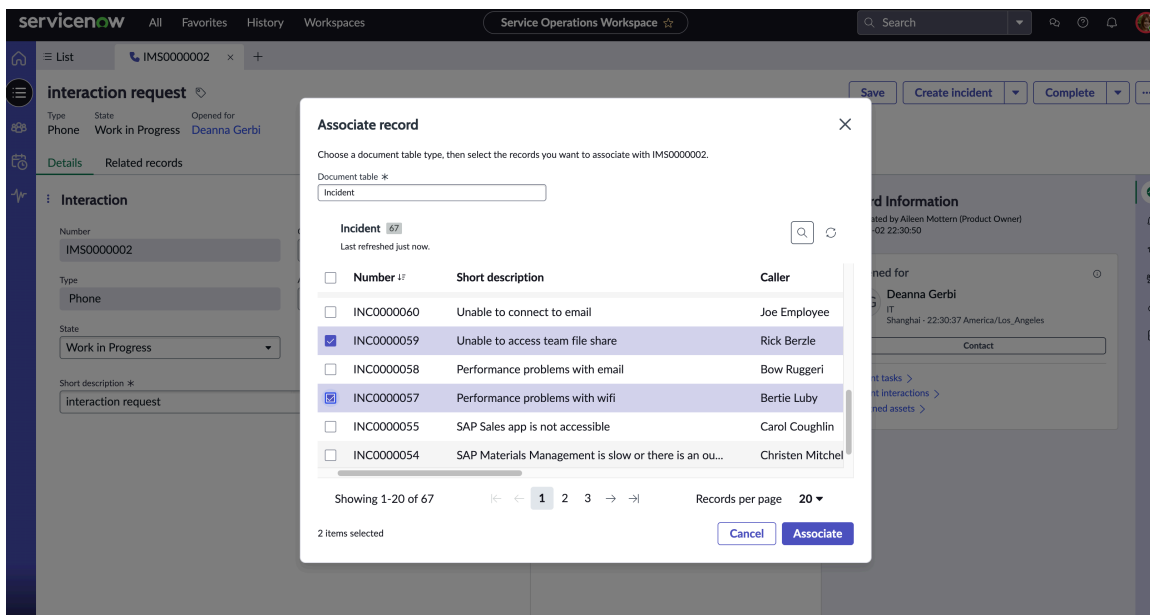 servicenow All Favorites History Workspaces Service Operations Workspace Search
List IMS0000002
interaction request Save Create incident Complete
Type State Opened for
Phone Work in Progress Deanna Gerbi
Details Related records
Interaction
Number
IMS0000002
Type
Phone
State
Work in Progress
Short description *
interaction request
Associate record
Choose a document table type, then select the records you want to associate with IMS0000002.
Document table *
Incident
Incident 67
Last refreshed just now.
Number Short description Caller
INC0000060 Unable to connect to email Joe Employee
INC0000059 Unable to access team file share Rick Berzle
INC0000058 Performance problems with email Bow Ruggeri
INC0000057 Performance problems with wifi Bertie Luby
INC0000055 SAP Sales app is not accessible Carol Coughlin
INC0000054 SAP Materials Management is slow or there is an ou... Christen Mitchel
Showing 1-20 of 67 1 2 3 Records per page 20
2 items selected Cancel Associate
rd Information
ated by Aileen Mottern (Product Owner)
-02 22:30:50
ned for
Deanna Gerbi
IT
Shanghai - 22:30:37 America/Los_Angeles
Contact
nt tasks
nt interactions
ned assets